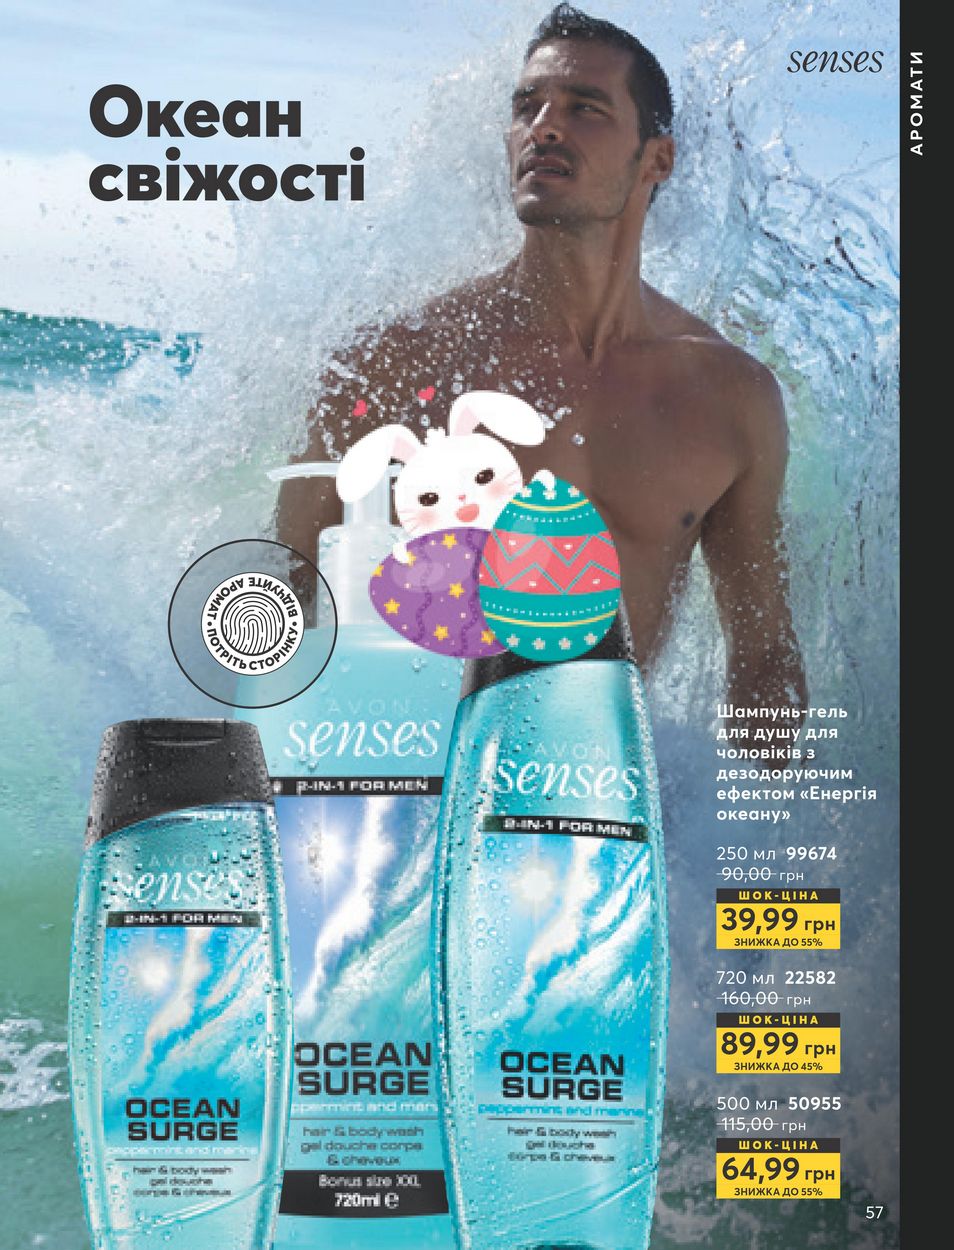 senses
АРОМАТИ
Океан
свіжості
ВІДЧУЙТЕ АРОМАТ • ПОТРІТЬ СТОРІНКУ •
AVON
senses
2-IN-1 FOR MEN
OCEAN
SURGE
peppermint and marine
hair & body wash
gel douche
corps & cheveux
AVON
senses
2-IN-1 FOR MEN
OCEAN
SURGE
hair & body wash
gel douche corps
& cheveux
Bonus size XXL
720ml e
AVON
senses
2-IN-1 FOR MEN
OCEAN
SURGE
peppermint and marine
hair & body wash
gel douche
corps & cheveux
Шампунь-гель
для душу для
чоловіків з
дезодоруючим
ефектом «Енергія
океану»
250 мл 99674
90,00 грн
ШОК-ЦІНА
39,99 грн
ЗНИЖКА ДО 55%
720 мл 22582
160,00 грн
ШОК-ЦІНА
89,99 грн
ЗНИЖКА ДО 45%
500 мл 50955
115,00 грн
ШОК-ЦІНА
64,99 грн
ЗНИЖКА ДО 55%
57